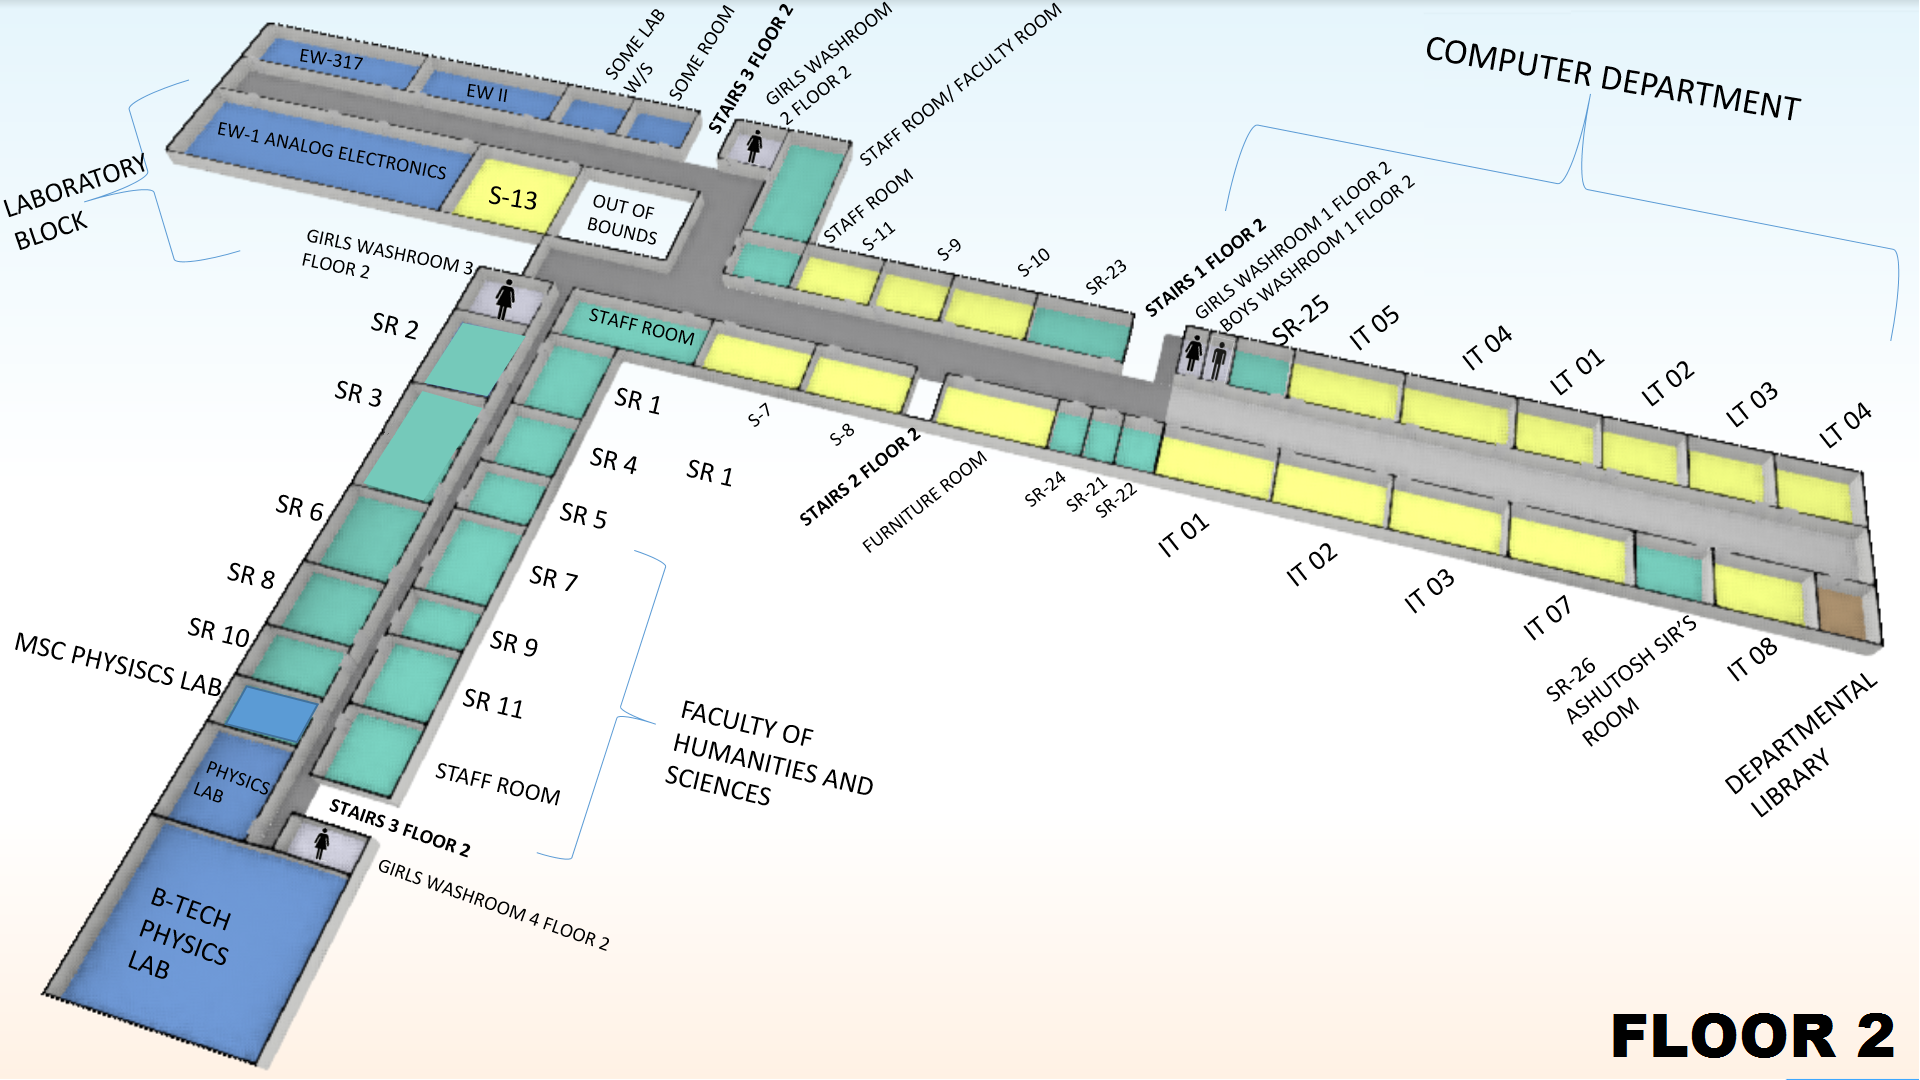 COMPUTER DEPARTMENT
EW-317
EW II
SOME LAB
W/S
SOME ROOM
STAIRS 3 FLOOR 2
GIRLS WASHROOM
2 FLOOR 2
STAFF ROOM/ FACULTY ROOM
EW-1 ANALOG ELECTRONICS
S-13
OUT OF
BOUNDS
LABORATORY
BLOCK
GIRLS WASHROOM 3
FLOOR 2
STAFF ROOM
S-11
S-9
S-10
SR-23
STAIRS 1 FLOOR 2
GIRLS WASHROOM 1 FLOOR 2
BOYS WASHROOM 1 FLOOR 2
SR-25
IT 05
IT 04
LT 01
LT 02
LT 03
LT 04
STAFF ROOM
SR 2
SR 3
SR 6
SR 8
SR 10
MSC PHYSISCS LAB
SR 1
SR 4
SR 1
SR 5
SR 7
SR 9
SR 11
STAFF ROOM
S-7
S-8
STAIRS 2 FLOOR 2
FURNITURE ROOM
SR-24
SR-21
SR-22
IT 01
IT 02
IT 03
IT 07
SR-26
ASHUTOSH SIR'S
ROOM
IT 08
DEPARTMENTAL
LIBRARY
FACULTY OF
HUMANITIES AND
SCIENCES
PHYSICS
LAB
STAIRS 3 FLOOR 2
GIRLS WASHROOM 4 FLOOR 2
B-TECH
PHYSICS
LAB
FLOOR 2